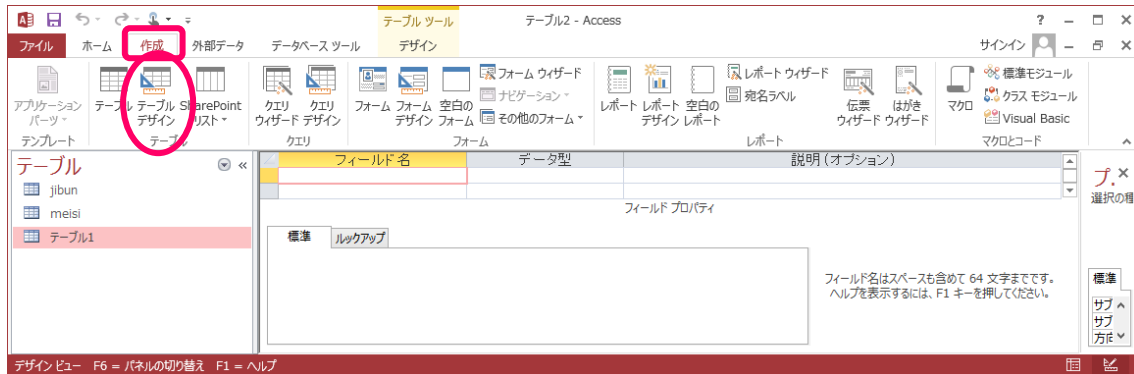 テーブル ツール テーブル2 - Access
サインイン
ファイル ホーム 作成 外部データ データベース ツール デザイン
アプリケーション パーツ テーブル テーブル デザイン SharePoint リスト クエリ ウィザード クエリ デザイン フォーム フォーム デザイン 空白の フォーム
フォーム ウィザード
ナビゲーション
その他のフォーム
レポート レポート デザイン 空白の レポート
レポート ウィザード
宛名ラベル
伝票 ウィザード はがき ウィザード マクロ
標準モジュール
クラス モジュール
Visual Basic
テンプレート テーブル クエリ フォーム レポート マクロとコード
テーブル
jibun
meisi
テーブル1
フィールド名 データ型 説明(オプション)
フィールド プロパティ
標準 ルックアップ
フィールド名はスペースも含めて 64 文字までです。
ヘルプを表示するには、F1 キーを押してください。
プ.
選択の種
標準
サブ
サブ
方向
デザイン ビュー F6 = パネルの切り替え F1 = ヘルプ